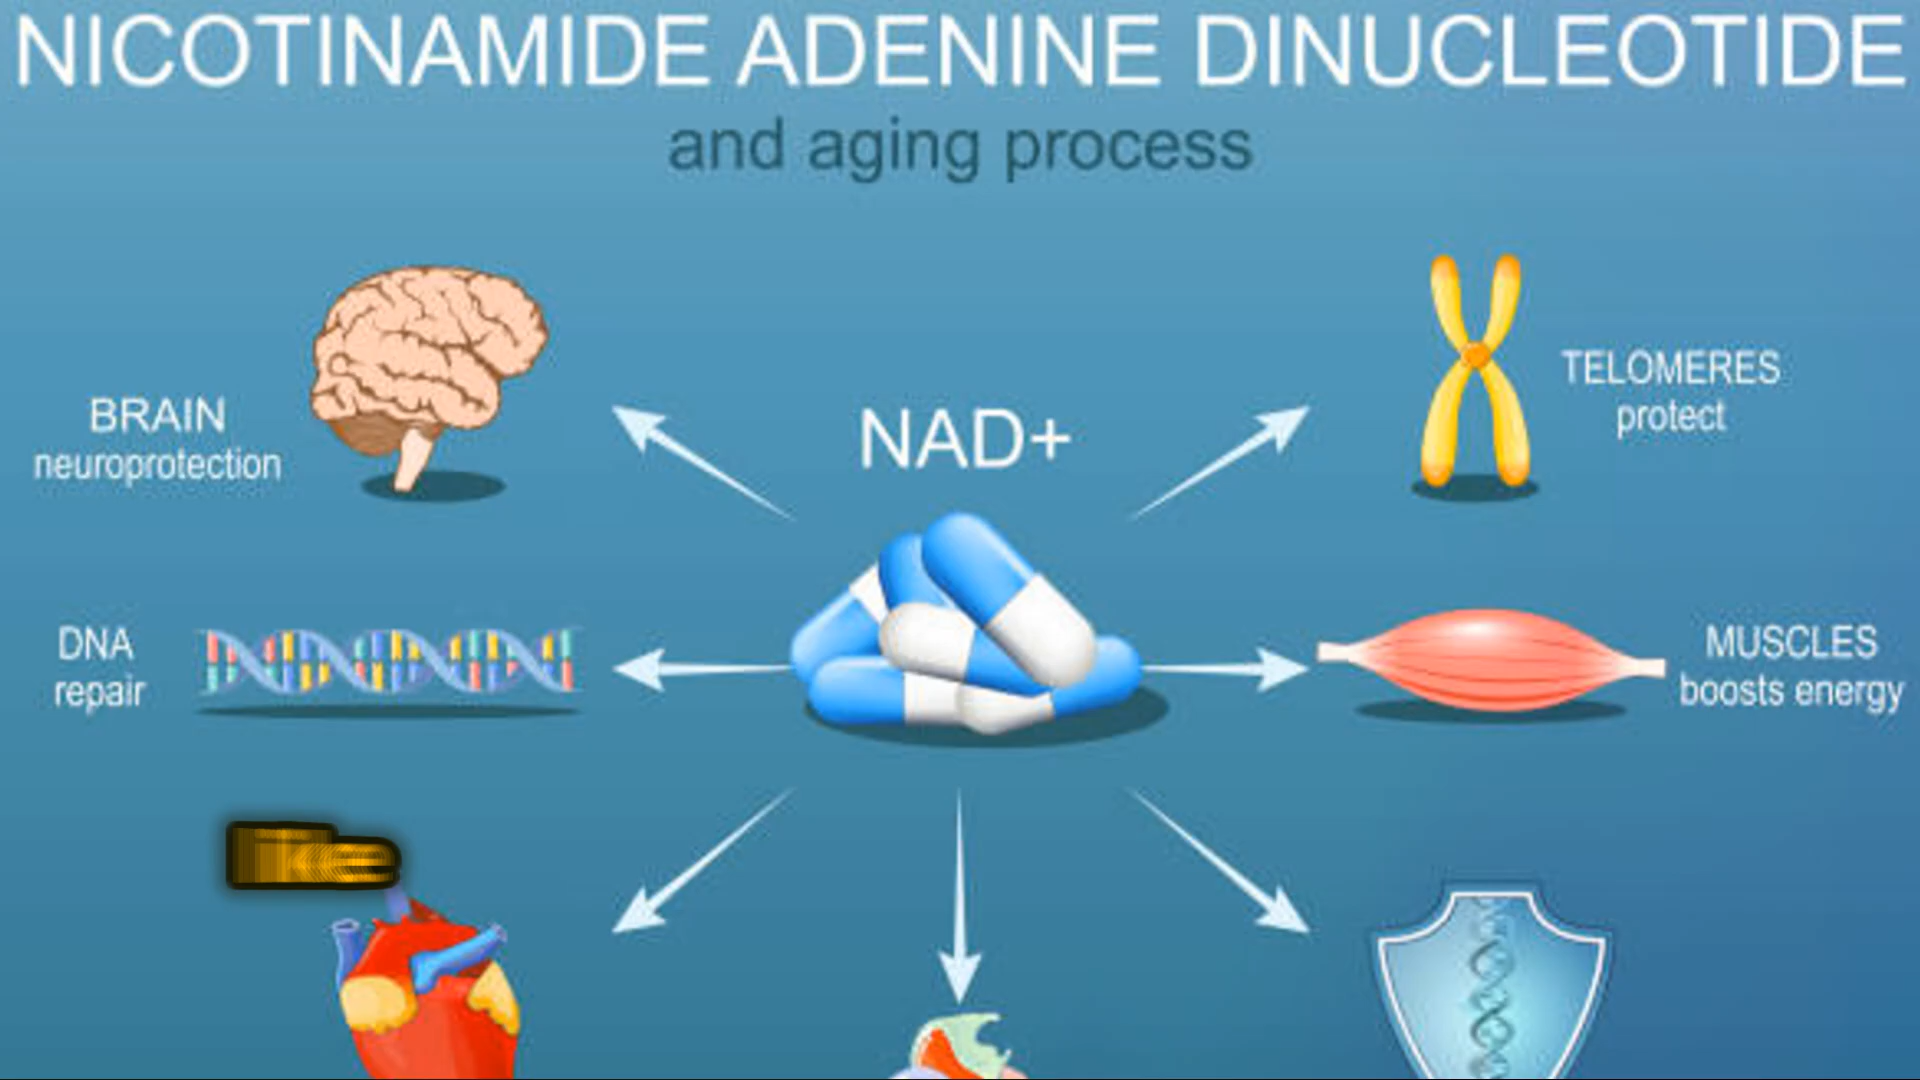 NICOTINAMIDE ADENINE DINUCLEOTIDE
and aging process
BRAIN
neuroprotection
NAD+
TELOMERES
protect
DNA
repair
MUSCLES
boosts energy